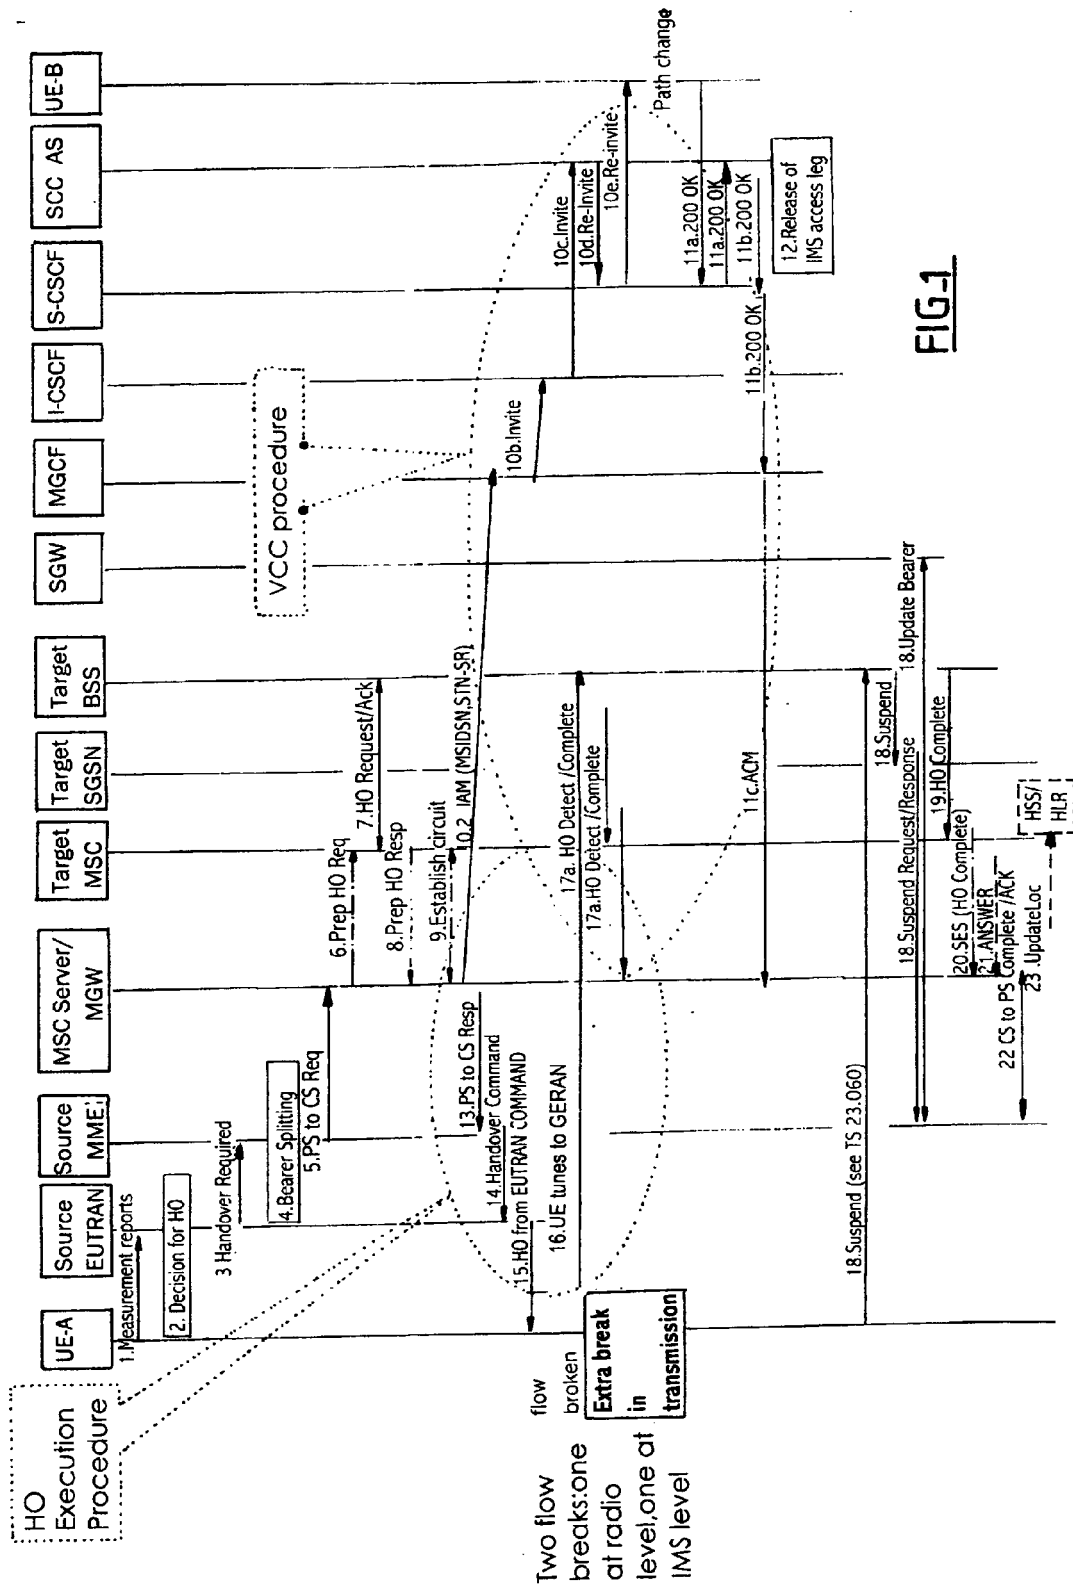 HO
Execution
Procedure
UE-A
Source
EUTRAN
Source
MME
MSC Server/
MGW
Target
MSC
Target
SGSN
Target
BSS
SGW
MGCF
I-CSCF
S-CSCF
SCC AS
UE-B
1.Measurement reports
2. Decision for HO
3 Handover Required
4.Bearer Splitting
5.PS to CS Req
6.Prep HO Req
7.HO Request/Ack
8.Prep HO Resp
9.Establish circuit
10.2 IAM (MSIDSN,STN-SR)
VCC procedure
10b.Invite
10c.Invite
10d.Re-Invite
10e.Re-invite
Path change
11a.200 OK
11a.200 OK
11b.200 OK
11b.200 OK
11c.ACM
12.Release of
IMS access leg
13.PS to CS Resp
14.Handover Command
15.HO from EUTRAN COMMAND
16.UE tunes to GERAN
17a. HO Detect /Complete
17a.HO Detect /Complete
flow
broken
Extra break
in
transmission
Two flow
breaks:one
at radio
level,one at
IMS level
18.Suspend (see TS 23.060)
18.Suspend
18.Suspend Request/Response
18.Update Bearer
19.HO Complete
20.SES (HO Complete)
21.ANSWER
22 CS to PS Complete /ACK
23 .UpdateLoc
HSS/
HLR
FIG_1